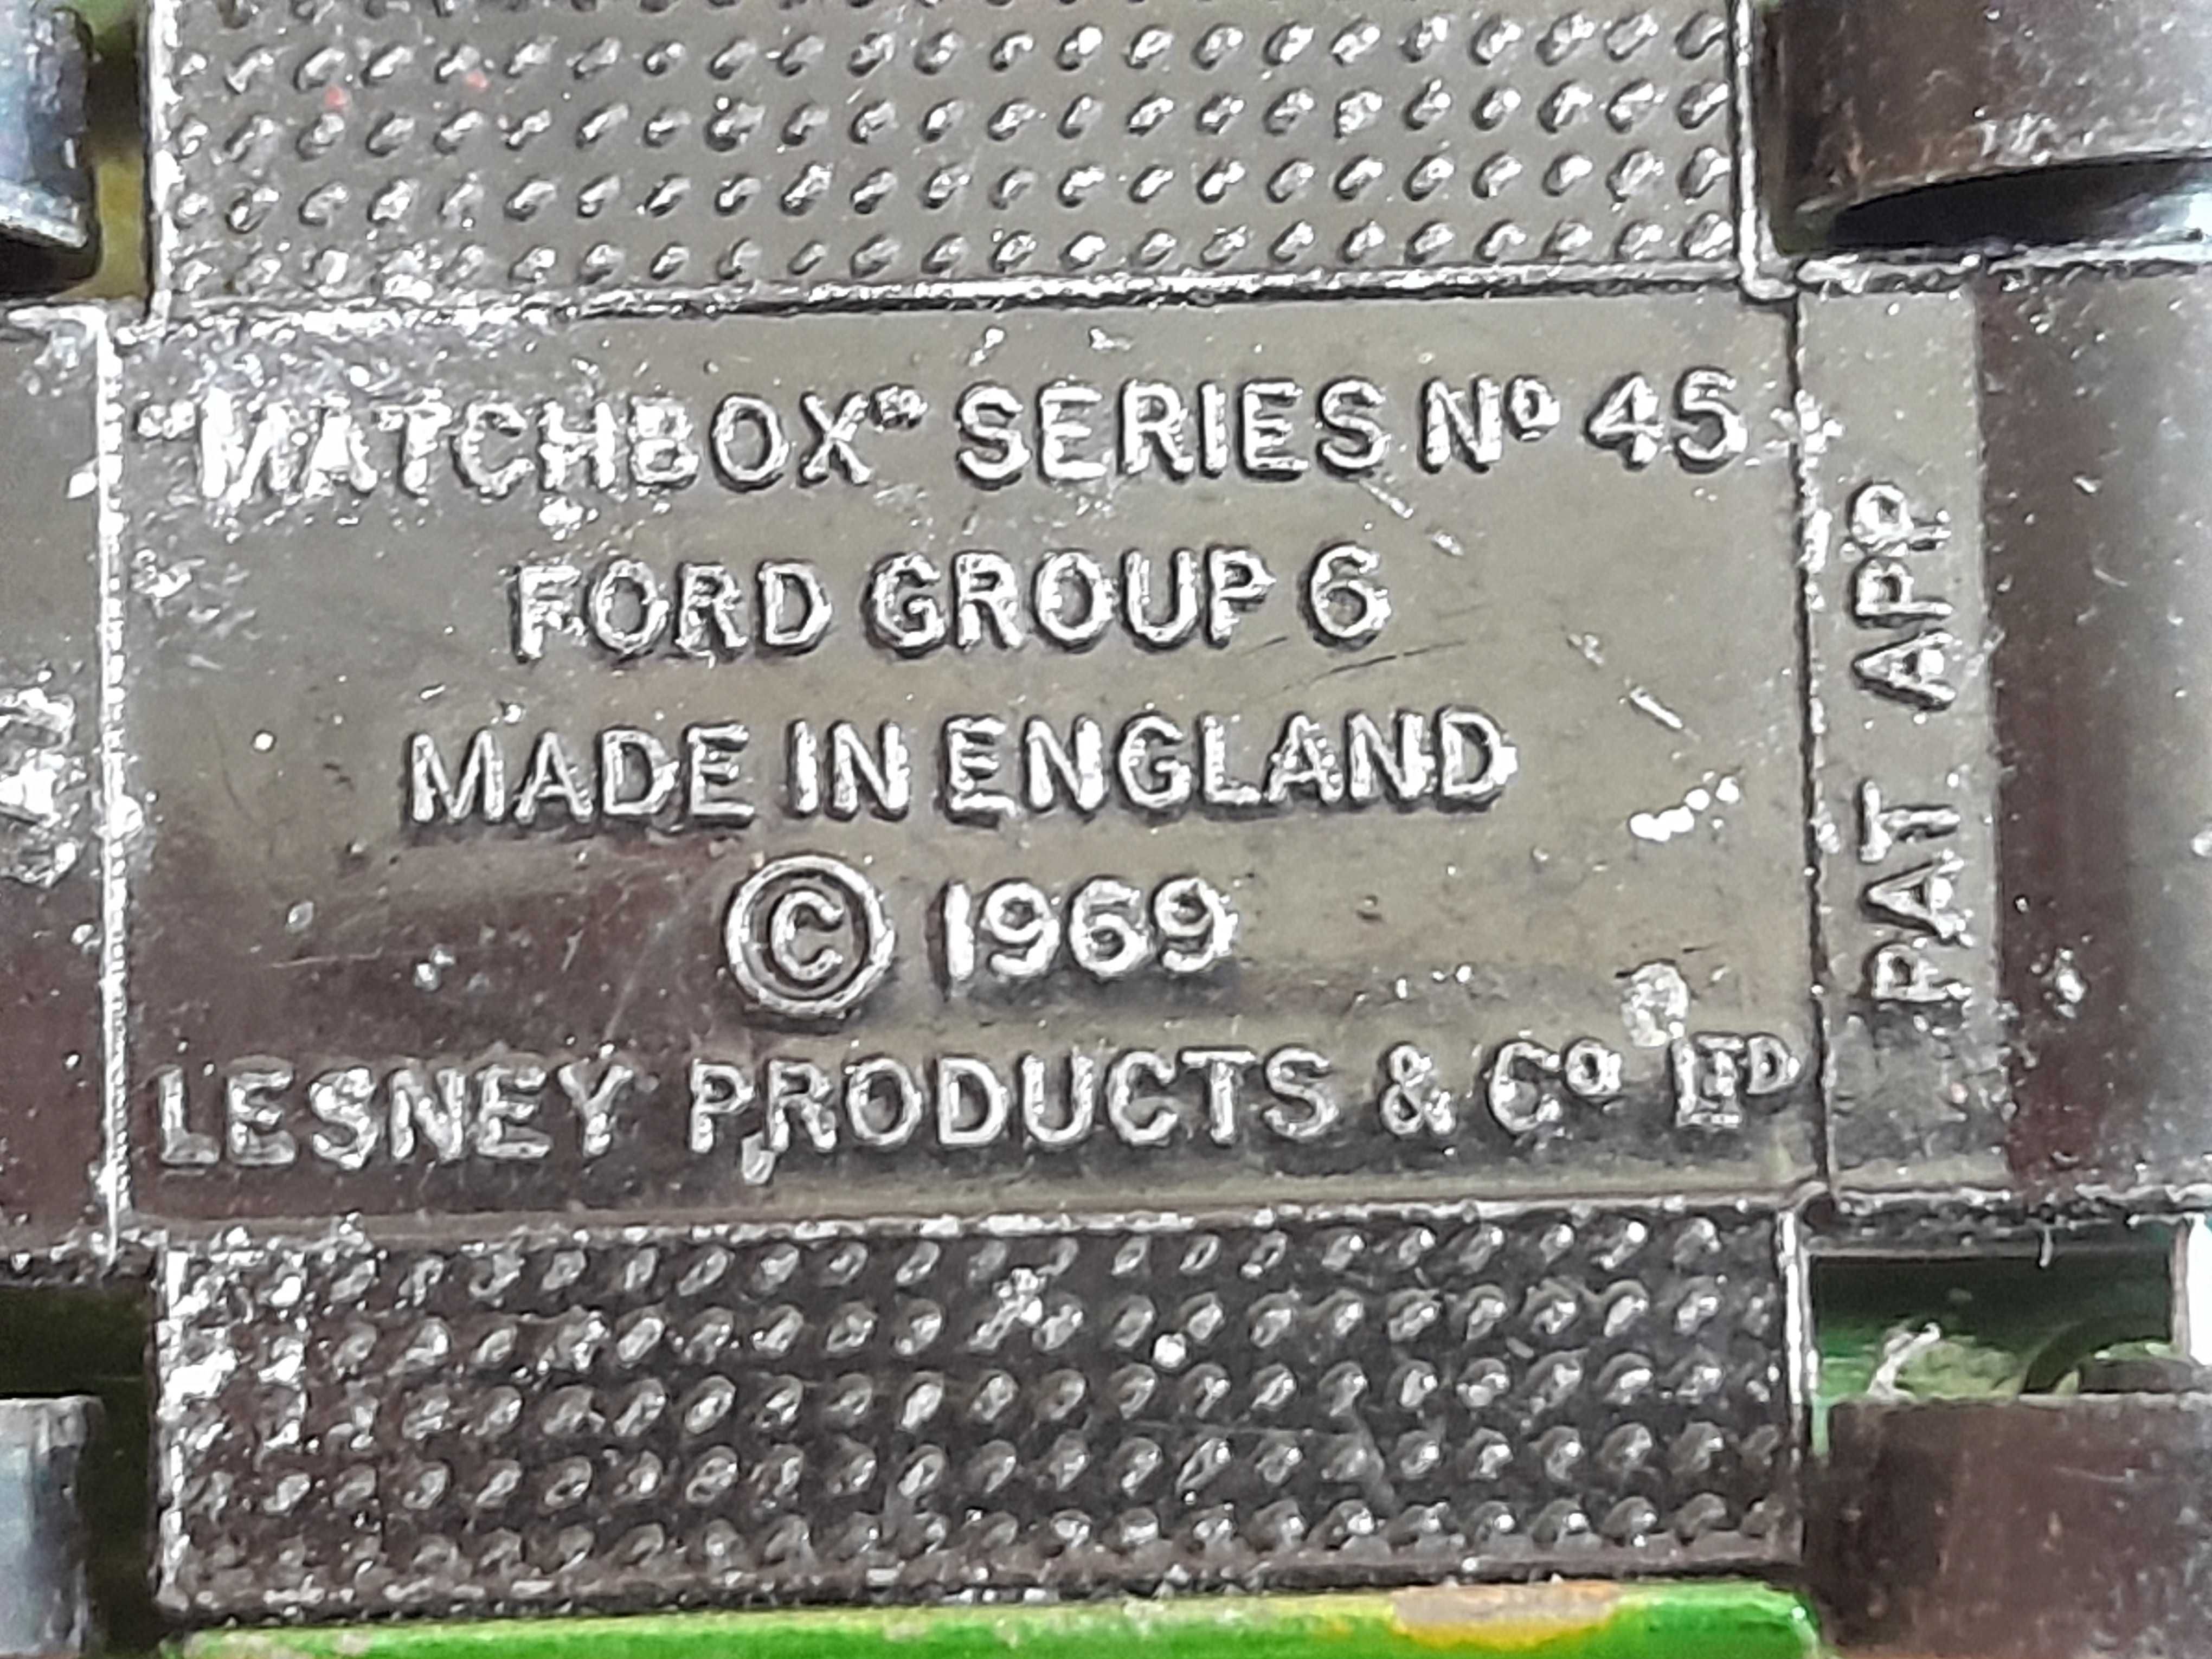 "MATCHBOX" SERIES Nº 45
FORD GROUP 6
MADE IN ENGLAND
© 1969
LESNEY PRODUCTS & Cº LTD
PAT APP